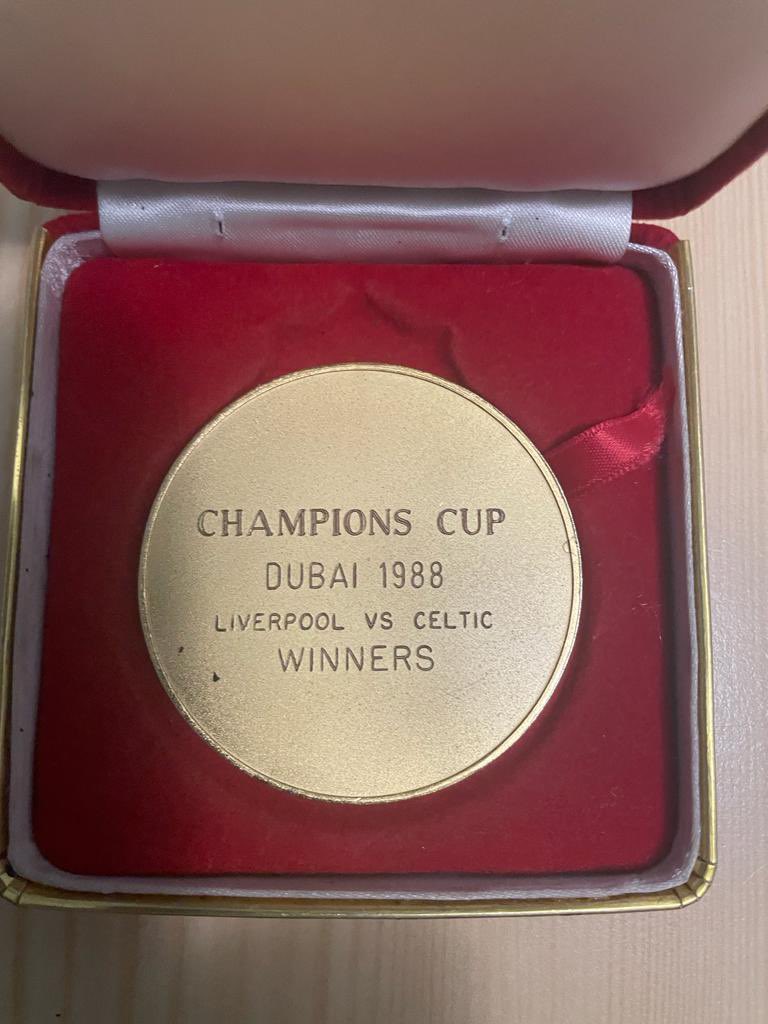 CHAMPIONS CUP
DUBAI 1988
LIVERPOOL VS CELTIC
WINNERS